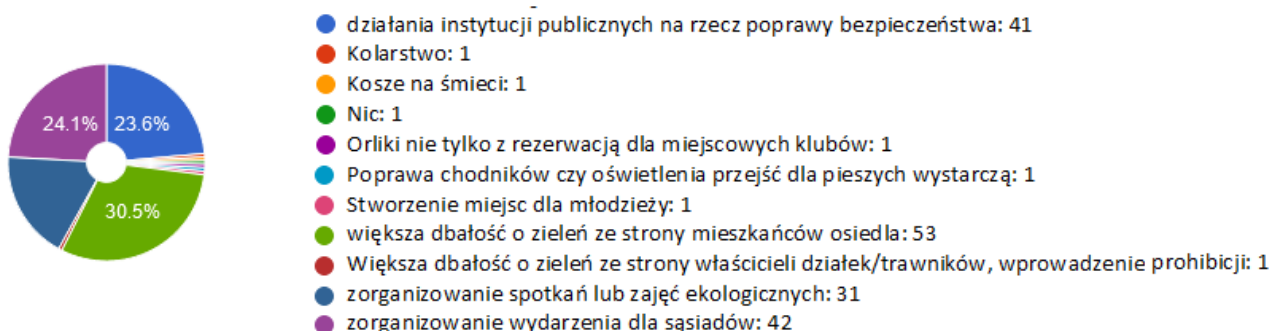 działania instytucji publicznych na rzecz poprawy bezpieczeństwa: 41
Kolarstwo: 1
Kosze na śmieci: 1
Nic: 1
Orliki nie tylko z rezerwacją dla miejscowych klubów: 1
Poprawa chodników czy oświetlenia przejść dla pieszych wystarczą: 1
Stworzenie miejsc dla młodzieży: 1
większa dbałość o zieleń ze strony mieszkańców osiedla: 53
Większa dbałość o zieleń ze strony właścicieli działek/trawników, wprowadzenie prohibicji: 1
zorganizowanie spotkań lub zajęć ekologicznych: 31
zorganizowanie wydarzenia dla sąsiadów: 42
24.1% 23.6%
30.5%